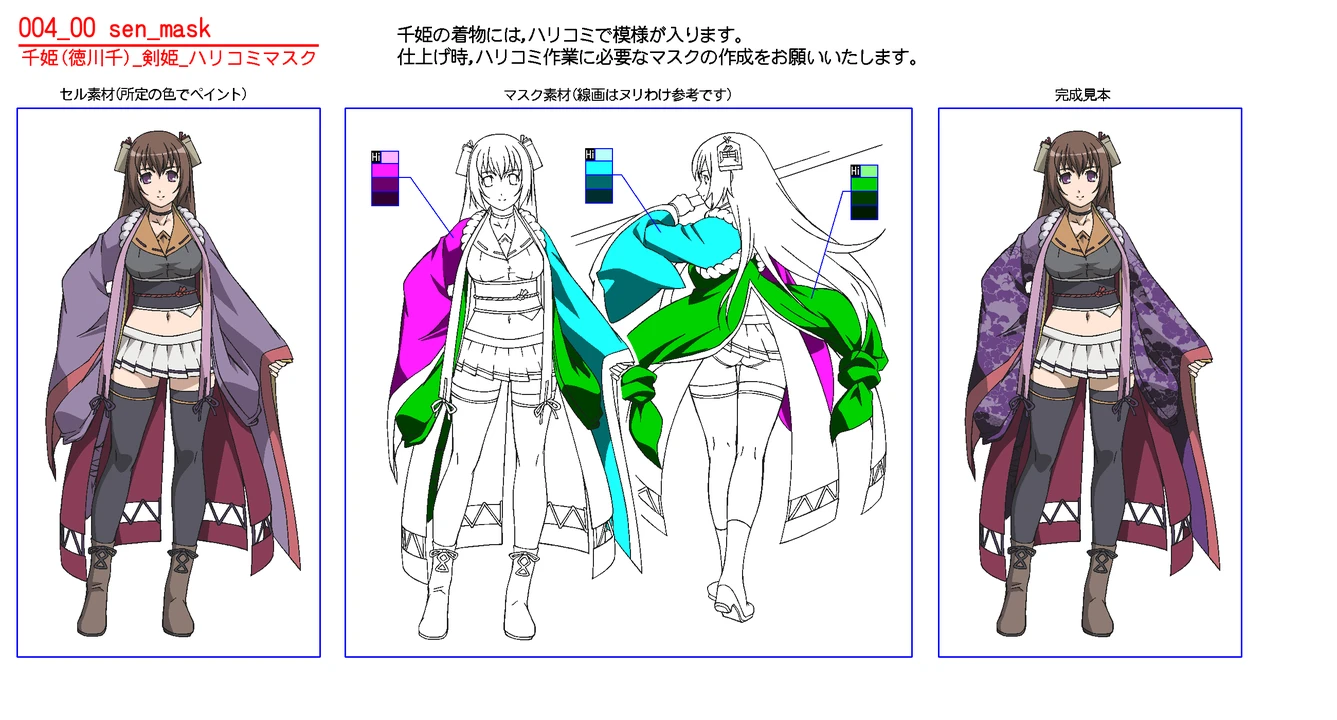 004_00 sen_mask
千姫(徳川千)_剣姫_ハリコミマスク
千姫の着物には,ハリコミで模様が入ります。
仕上げ時,ハリコミ作業に必要なマスクの作成をお願いいたします。
セル素材(所定の色でペイント)
マスク素材(線画はヌリわけ参考です)
完成見本
Hi
Hi
Hi